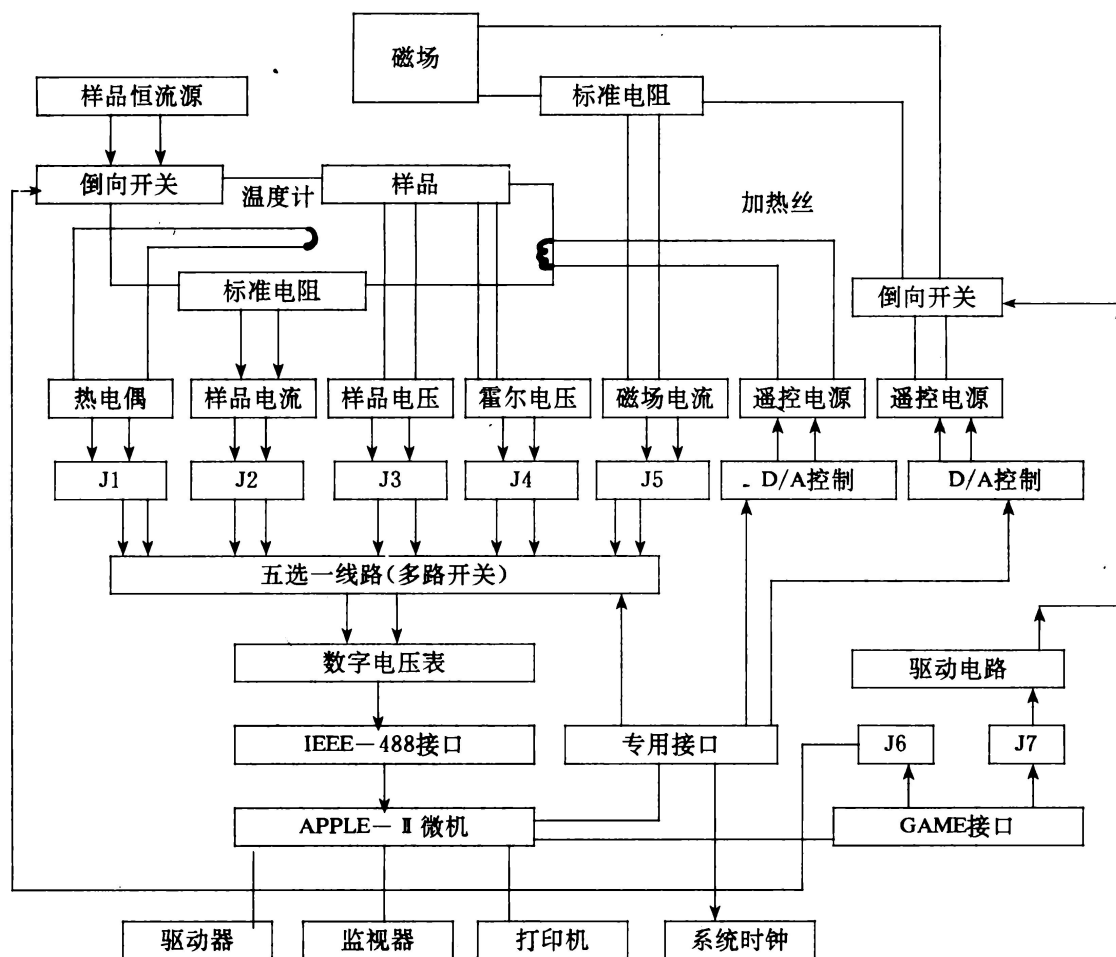 磁场
样品恒流源
标准电阻
倒向开关
温度计
样品
加热丝
标准电阻
倒向开关
热电偶
样品电流
样品电压
霍尔电压
磁场电流
遥控电源
遥控电源
J1
J2
J3
J4
J5
D/A控制
D/A控制
五选一线路(多路开关)
数字电压表
驱动电路
IEEE－488接口
专用接口
J6
J7
APPLE－Ⅱ微机
GAME接口
驱动器
监视器
打印机
系统时钟